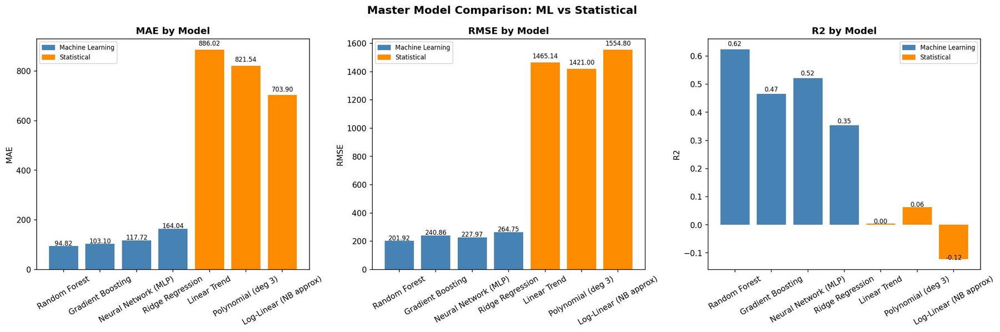 Master Model Comparison: ML vs Statistical
MAE by Model
Machine Learning
Statistical
MAE
0
200
400
600
800
94.82
103.10
117.72
164.04
886.02
821.54
703.90
Random Forest
Gradient Boosting
Neural Network (MLP)
Ridge Regression
Linear Trend
Polynomial (deg 3)
Log-Linear (NB approx)
RMSE by Model
Machine Learning
Statistical
RMSE
0
200
400
600
800
1000
1200
1400
1600
201.92
240.86
227.97
264.75
1465.14
1421.00
1554.80
Random Forest
Gradient Boosting
Neural Network (MLP)
Ridge Regression
Linear Trend
Polynomial (deg 3)
Log-Linear (NB approx)
R2 by Model
Machine Learning
Statistical
R2
−0.1
0.0
0.1
0.2
0.3
0.4
0.5
0.6
0.62
0.47
0.52
0.35
0.00
0.06
-0.12
Random Forest
Gradient Boosting
Neural Network (MLP)
Ridge Regression
Linear Trend
Polynomial (deg 3)
Log-Linear (NB approx)